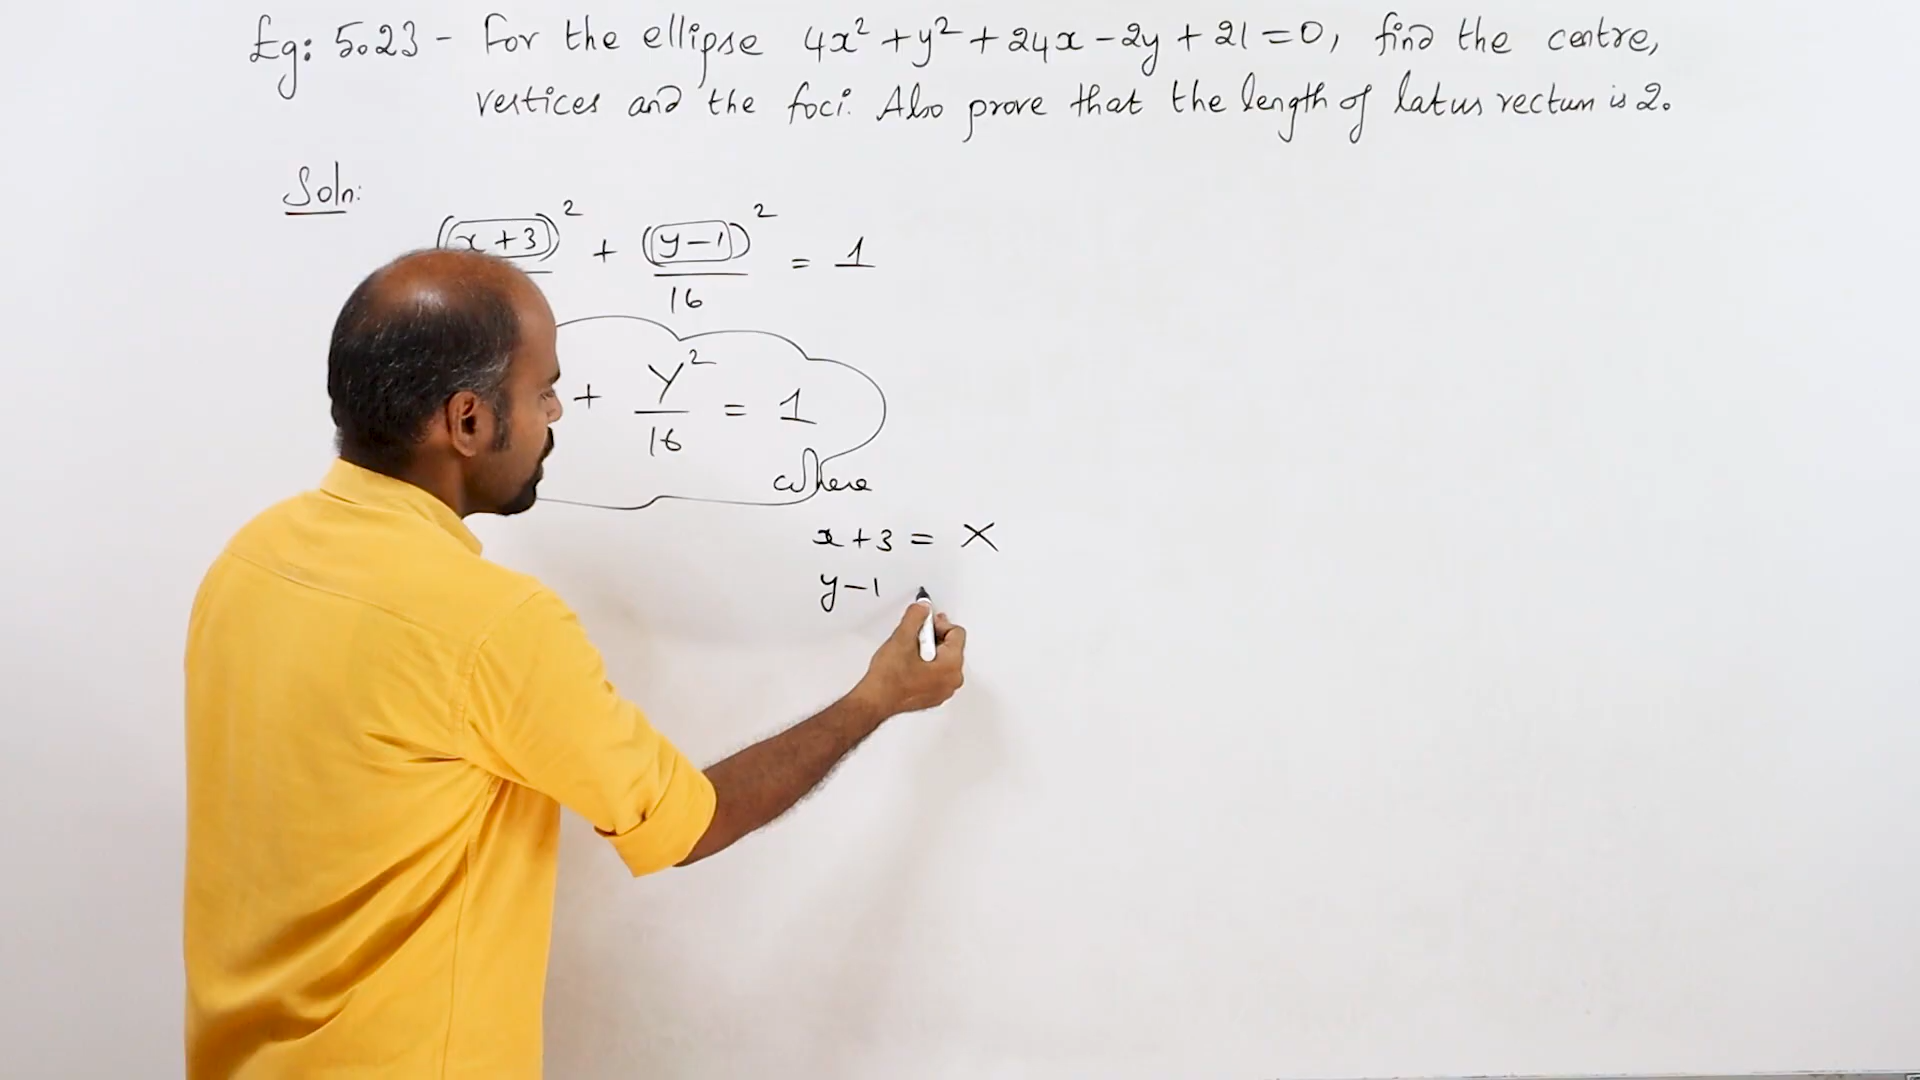 Eg: 5.23 - For the ellipse 4x² + y² + 24x - 2y + 21 = 0, find the centre,
vertices and the foci. Also prove that the length of latus rectum is 2.
Soln:
(x + 3)² + (y - 1)²/16 = 1
+ Y²/16 = 1
where
x + 3 = X
y - 1